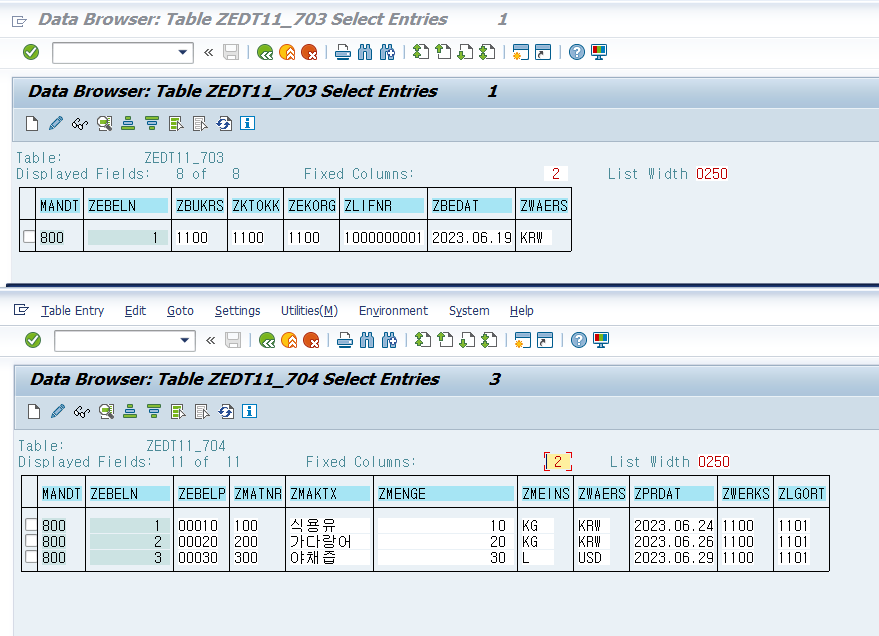 Data Browser: Table ZEDT11_703 Select Entries 1
Data Browser: Table ZEDT11_703 Select Entries 1
Table: ZEDT11_703
Displayed Fields: 8 of 8 Fixed Columns: 2 List Width 0250
MANDT ZEBELN ZBUKRS ZKTOKK ZEKORG ZLIFNR ZBEDAT ZWAERS
800 1 1100 1100 1100 1000000001 2023.06.19 KRW
Table Entry Edit Goto Settings Utilities(M) Environment System Help
Data Browser: Table ZEDT11_704 Select Entries 3
Table: ZEDT11_704
Displayed Fields: 11 of 11 Fixed Columns: 2 List Width 0250
MANDT ZEBELN ZEBELP ZMATNR ZMAKTX ZMENGE ZMEINS ZWAERS ZPRDAT ZWERKS ZLGORT
800 1 00010 100 식용유 10 KG KRW 2023.06.24 1100 1101
800 2 00020 200 가다랑어 20 KG KRW 2023.06.26 1100 1101
800 3 00030 300 야채즙 30 L USD 2023.06.29 1100 1101